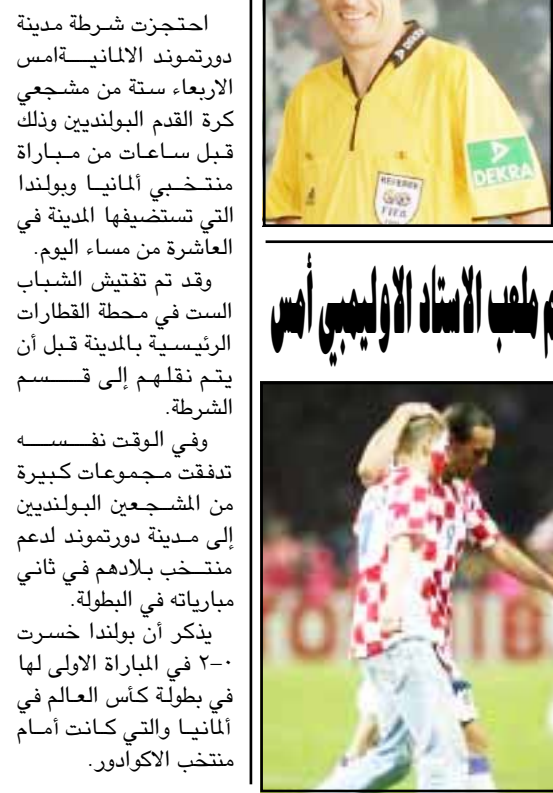 احتجزت شرطة مدينة
دورتموند الالمانيةامس
الاربعاء ستة من مشجعي
كرة القدم البولنديين وذلك
قبل ساعات من مباراة
منتخبي ألمانيا وبولندا
التي تستضيفها المدينة في
العاشرة من مساء اليوم.
وقد تم تفتيش الشباب
الست في محطة القطارات
الرئيسية بالمدينة قبل أن
يتم نقلهم إلى قسم
الشرطة.
وفي الوقت نفسه
تدفقت مجموعات كبيرة
من المشجعين البولنديين
إلى مدينة دورتموند لدعم
منتخب بلادهم في ثاني
مبارياته في البطولة.
يذكر أن بولندا خسرت
٠-٢ في المباراة الاولى لها
في بطولة كأس العالم في
ألمانيا والتي كانت أمام
منتخب الاكوادور.
DEKRA
REFEREE
FIFA
م ملعب الاستاد الاوليمبي أمس